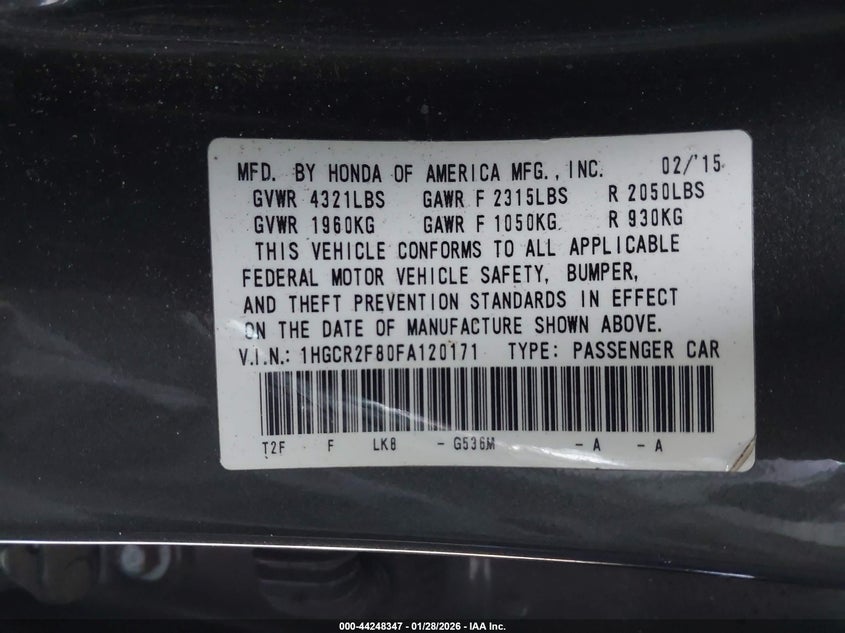 MFD. BY HONDA OF AMERICA MFG., INC. 02/'15
GVWR 4321LBS GAWR F 2315LBS R 2050LBS
GVWR 1960KG GAWR F 1050KG R 930KG
THIS VEHICLE CONFORMS TO ALL APPLICABLE
FEDERAL MOTOR VEHICLE SAFETY, BUMPER,
AND THEFT PREVENTION STANDARDS IN EFFECT
ON THE DATE OF MANUFACTURE SHOWN ABOVE.
V.I.N.: 1HGCR2F80FA120171 TYPE: PASSENGER CAR
T2F F LKB - G536M - A - A
000-44248347 - 01/28/2026 - IAA Inc.